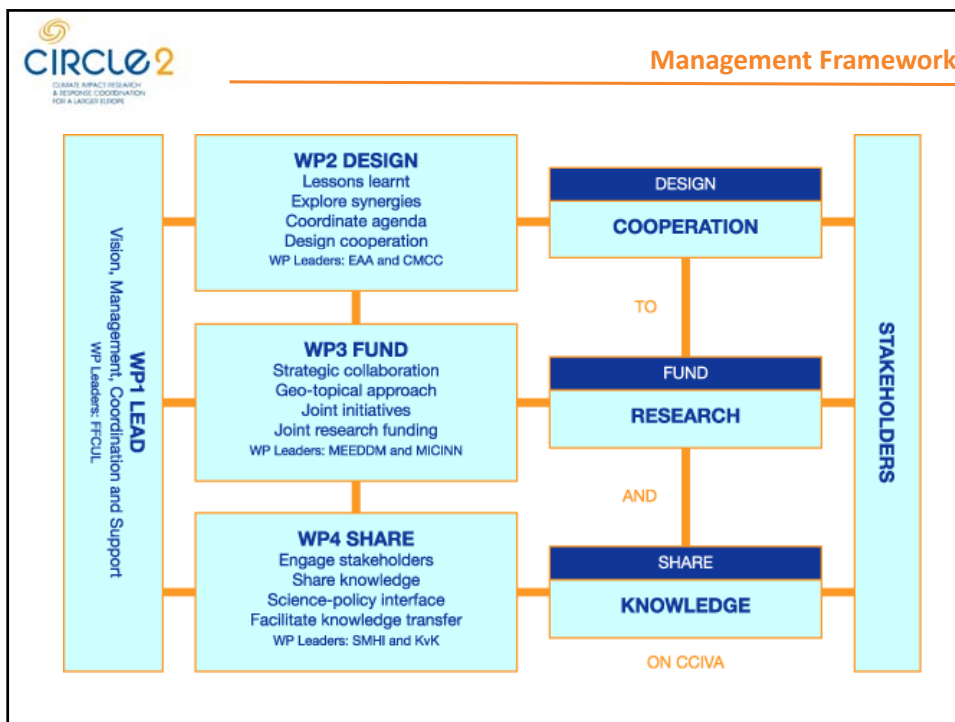 CIRCLE 2
CLIMATE IMPACT RESEARCH
& RESPONSE COORDINATION
FOR A LARGER EUROPE
Management Framework
WP1 LEAD
Vision, Management, Coordination and Support
WP Leaders: FFCUL
WP2 DESIGN
Lessons learnt
Explore synergies
Coordinate agenda
Design cooperation
WP Leaders: EAA and CMCC
WP3 FUND
Strategic collaboration
Geo-topical approach
Joint initiatives
Joint research funding
WP Leaders: MEEDDM and MICINN
WP4 SHARE
Engage stakeholders
Share knowledge
Science-policy interface
Facilitate knowledge transfer
WP Leaders: SMHI and KvK
DESIGN
COOPERATION
TO
FUND
RESEARCH
AND
SHARE
KNOWLEDGE
ON CCIVA
STAKEHOLDERS